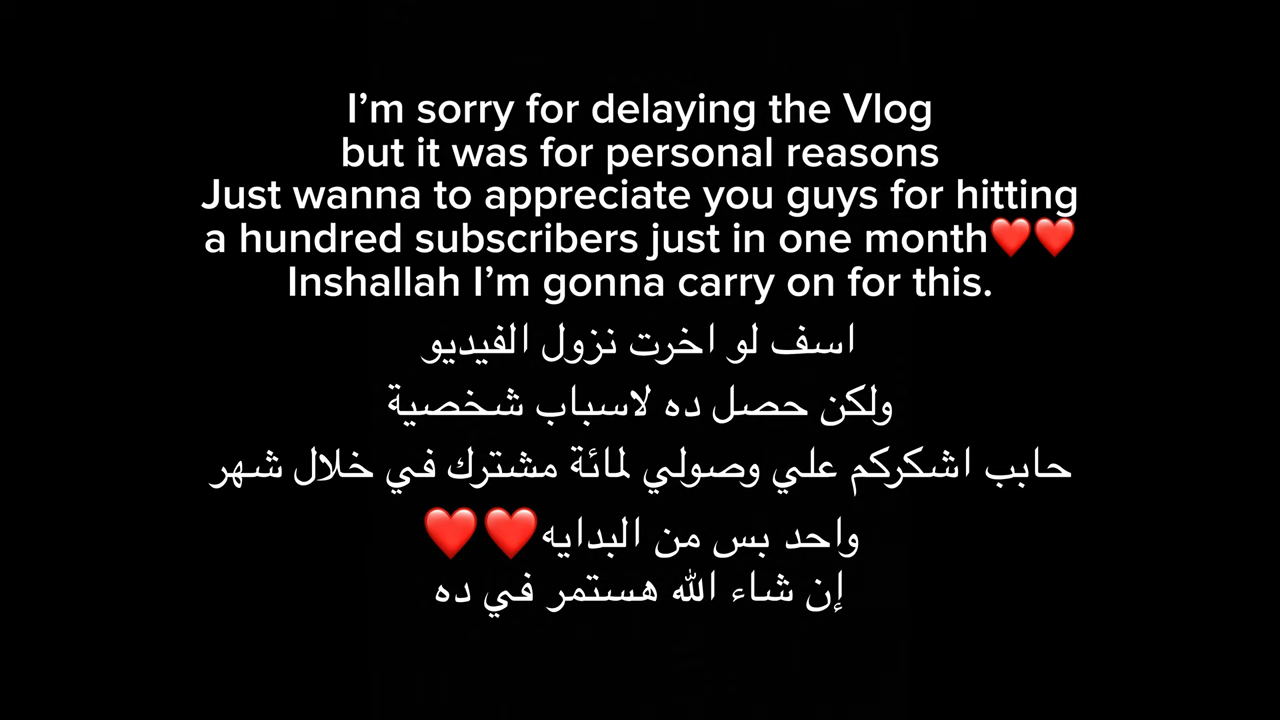 I’m sorry for delaying the Vlog
but it was for personal reasons
Just wanna to appreciate you guys for hitting
a hundred subscribers just in one month❤️❤️
Inshallah I’m gonna carry on for this.
اسف لو اخرت نزول الفيديو
ولكن حصل ده لاسباب شخصية
حابب اشكركم علي وصولي لمائة مشترك في خلال شهر
واحد بس من البدايه❤️❤️
إن شاء الله هستمر في ده